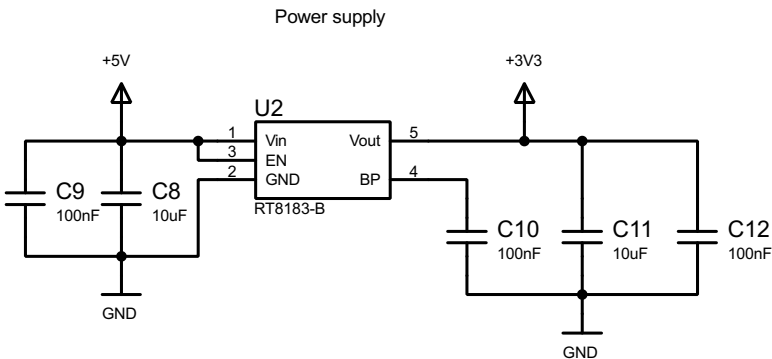 Power supply
+5V
+3V3
U2
1
Vin
Vout
5
3
EN
2
GND
BP
4
RT8183-B
C9
100nF
C8
10uF
C10
100nF
C11
10uF
C12
100nF
GND
GND